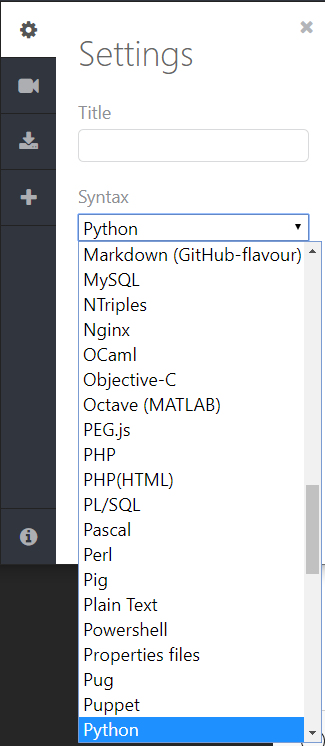 Settings
Title
Syntax
Python
Markdown (GitHub-flavour)
MySQL
NTriples
Nginx
OCaml
Objective-C
Octave (MATLAB)
PEG.js
PHP
PHP(HTML)
PL/SQL
Pascal
Perl
Pig
Plain Text
Powershell
Properties files
Pug
Puppet
Python